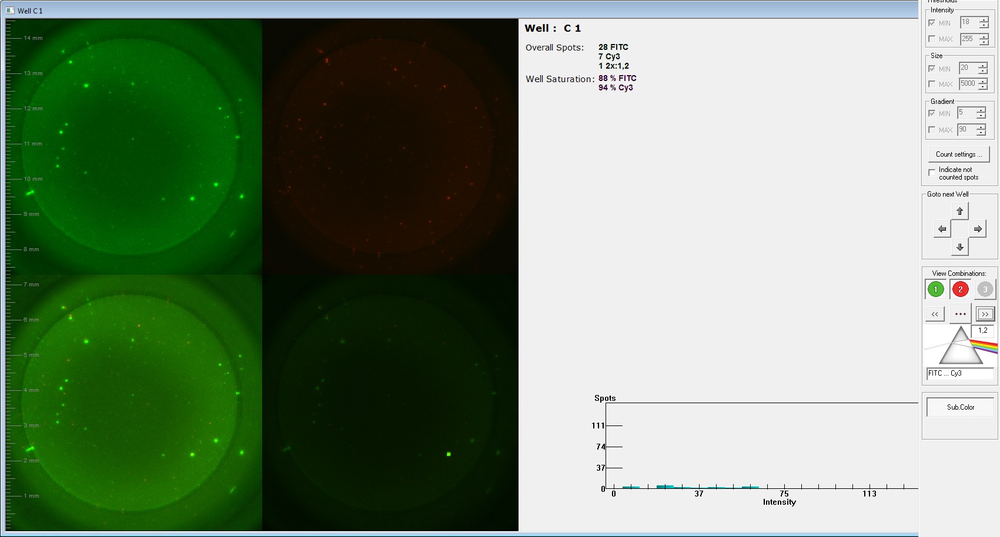 Well C 1
14 mm
13 mm
12 mm
11 mm
10 mm
9 mm
8 mm
7 mm
6 mm
5 mm
4 mm
3 mm
2 mm
1 mm
Well : C 1
Overall Spots: 28 FITC
7 Cy3
1 2x:1,2
Well Saturation: 88 % FITC
94 % Cy3
Spots
111
74
37
0
0 37 75 113
Intensity
Thresholds
Intensity
MIN 18
MAX 255
Size
MIN 20
MAX 5000
Gradient
MIN 5
MAX 90
Count settings ...
Indicate not
counted spots
Goto next Well
View Combinations:
1 2 3
<< ... >>
1,2
FITC ... Cy3
Sub.Color